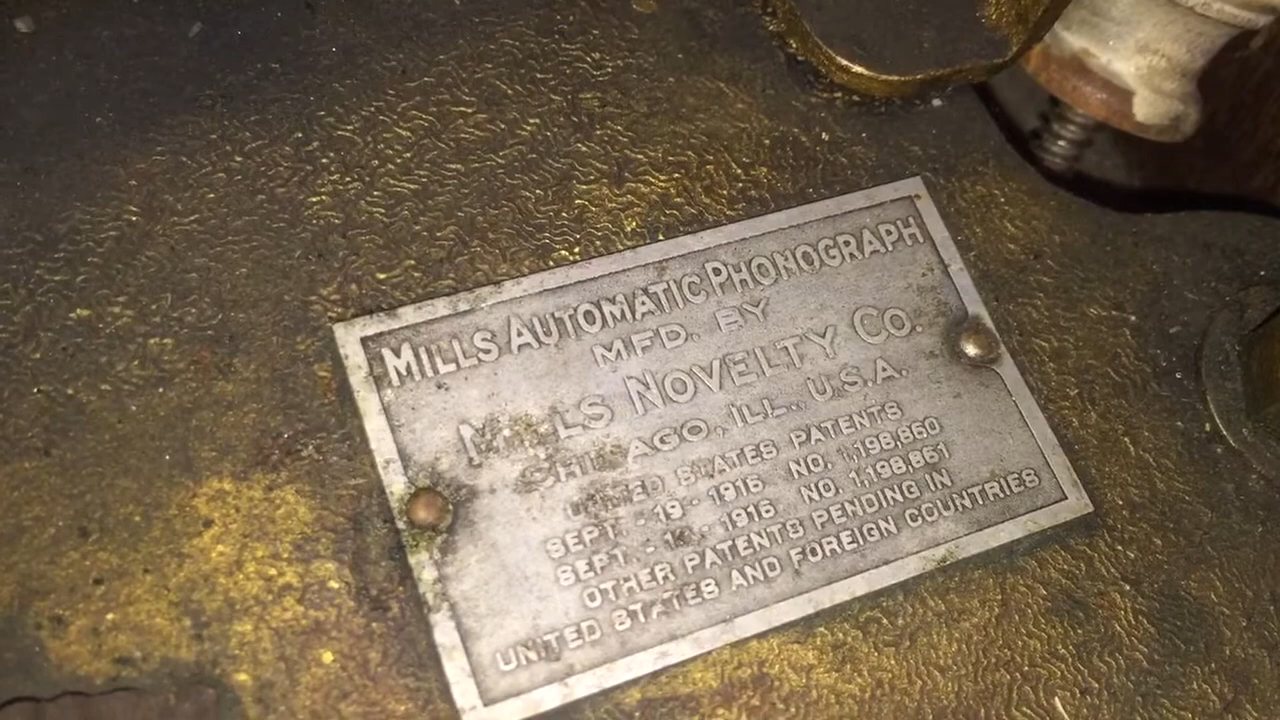 MILLS AUTOMATIC PHONOGRAPH
MFD. BY
MILLS NOVELTY CO.
CHICAGO, ILL., U.S.A.
UNITED STATES PATENTS
SEPT. - 19 - 1916 NO. 1,198,860
SEPT. - 19 - 1916 NO. 1,198,861
OTHER PATENTS PENDING IN
UNITED STATES AND FOREIGN COUNTRIES